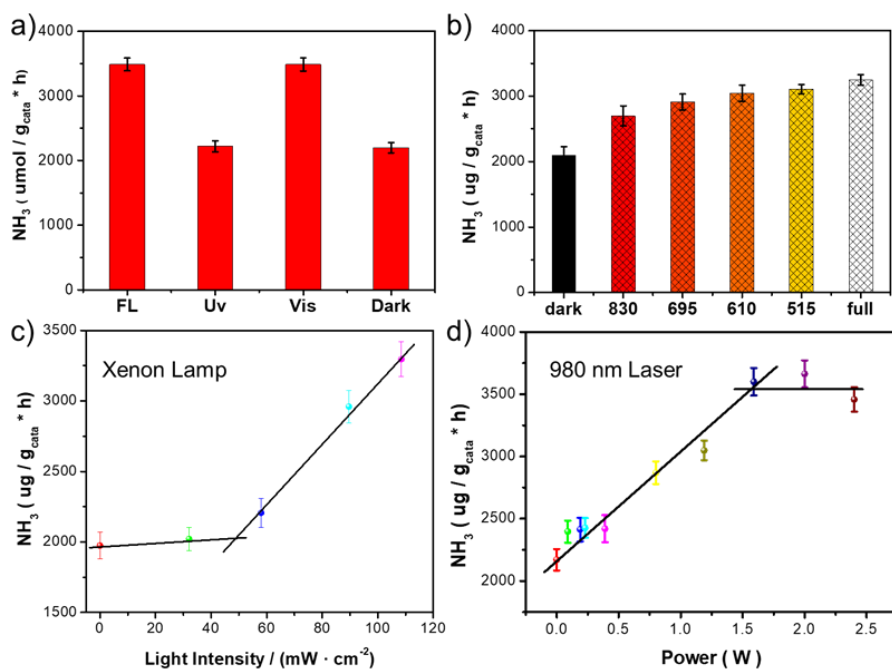 a)
NH3 ( umol / gcata * h)
4000
3000
2000
1000
0
FL Uv Vis Dark
b)
NH3 ( ug / gcata * h)
4000
3000
2000
1000
0
dark 830 695 610 515 full
c)
Xenon Lamp
NH3 ( ug / gcata * h)
3500
3000
2500
2000
1500
0 20 40 60 80 100 120
Light Intensity / (mW · cm-2)
d)
980 nm Laser
NH3 ( ug / gcata * h)
4000
3500
3000
2500
2000
0.0 0.5 1.0 1.5 2.0 2.5
Power ( W )